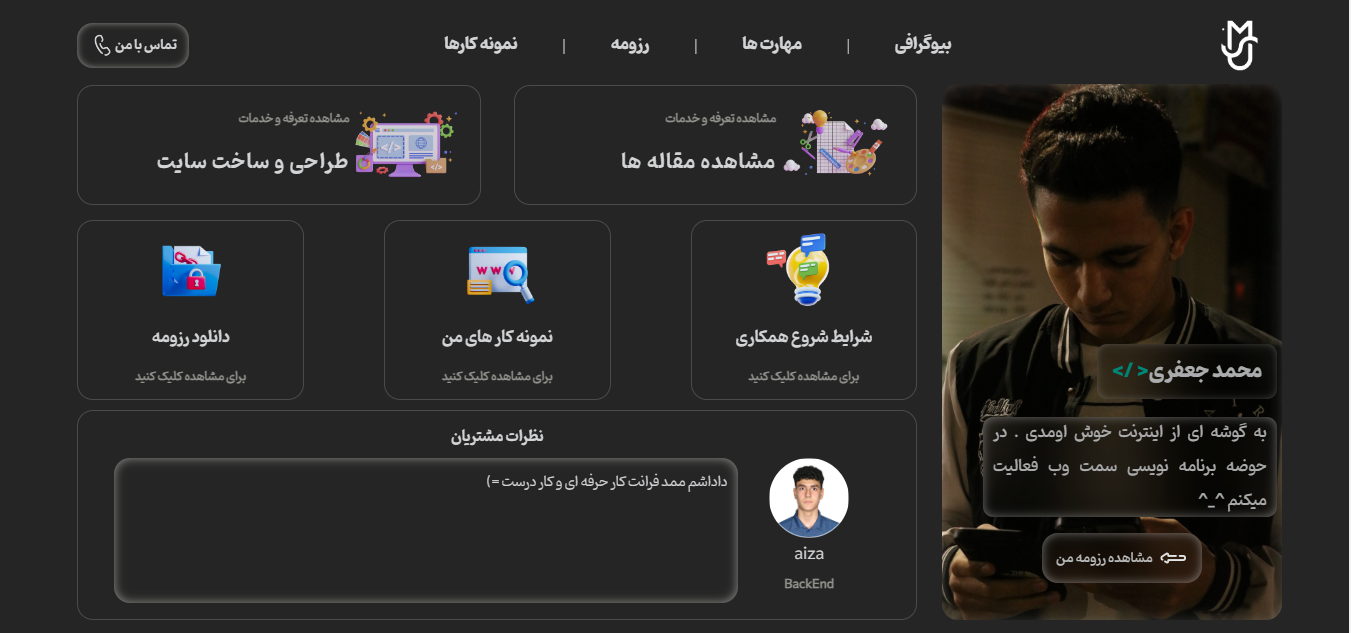 بیوگرافی | مهارت ها | رزومه | نمونه کارها
تماس با من
محمد جعفری< />
به گوشه ای از اینترنت خوش اومدی . در
حوضه برنامه نویسی سمت وب فعالیت
میکنم ^_^
مشاهده رزومه من
مشاهده تعرفه و خدمات
مشاهده مقاله ها
مشاهده تعرفه و خدمات
طراحی و ساخت سایت
</>
</>
شرایط شروع همکاری
برای مشاهده کلیک کنید
WWW
نمونه کار های من
برای مشاهده کلیک کنید
دانلود رزومه
برای مشاهده کلیک کنید
نظرات مشتریان
aiza
BackEnd
داداشم ممد فرانت کار حرفه ای و کار درست =)